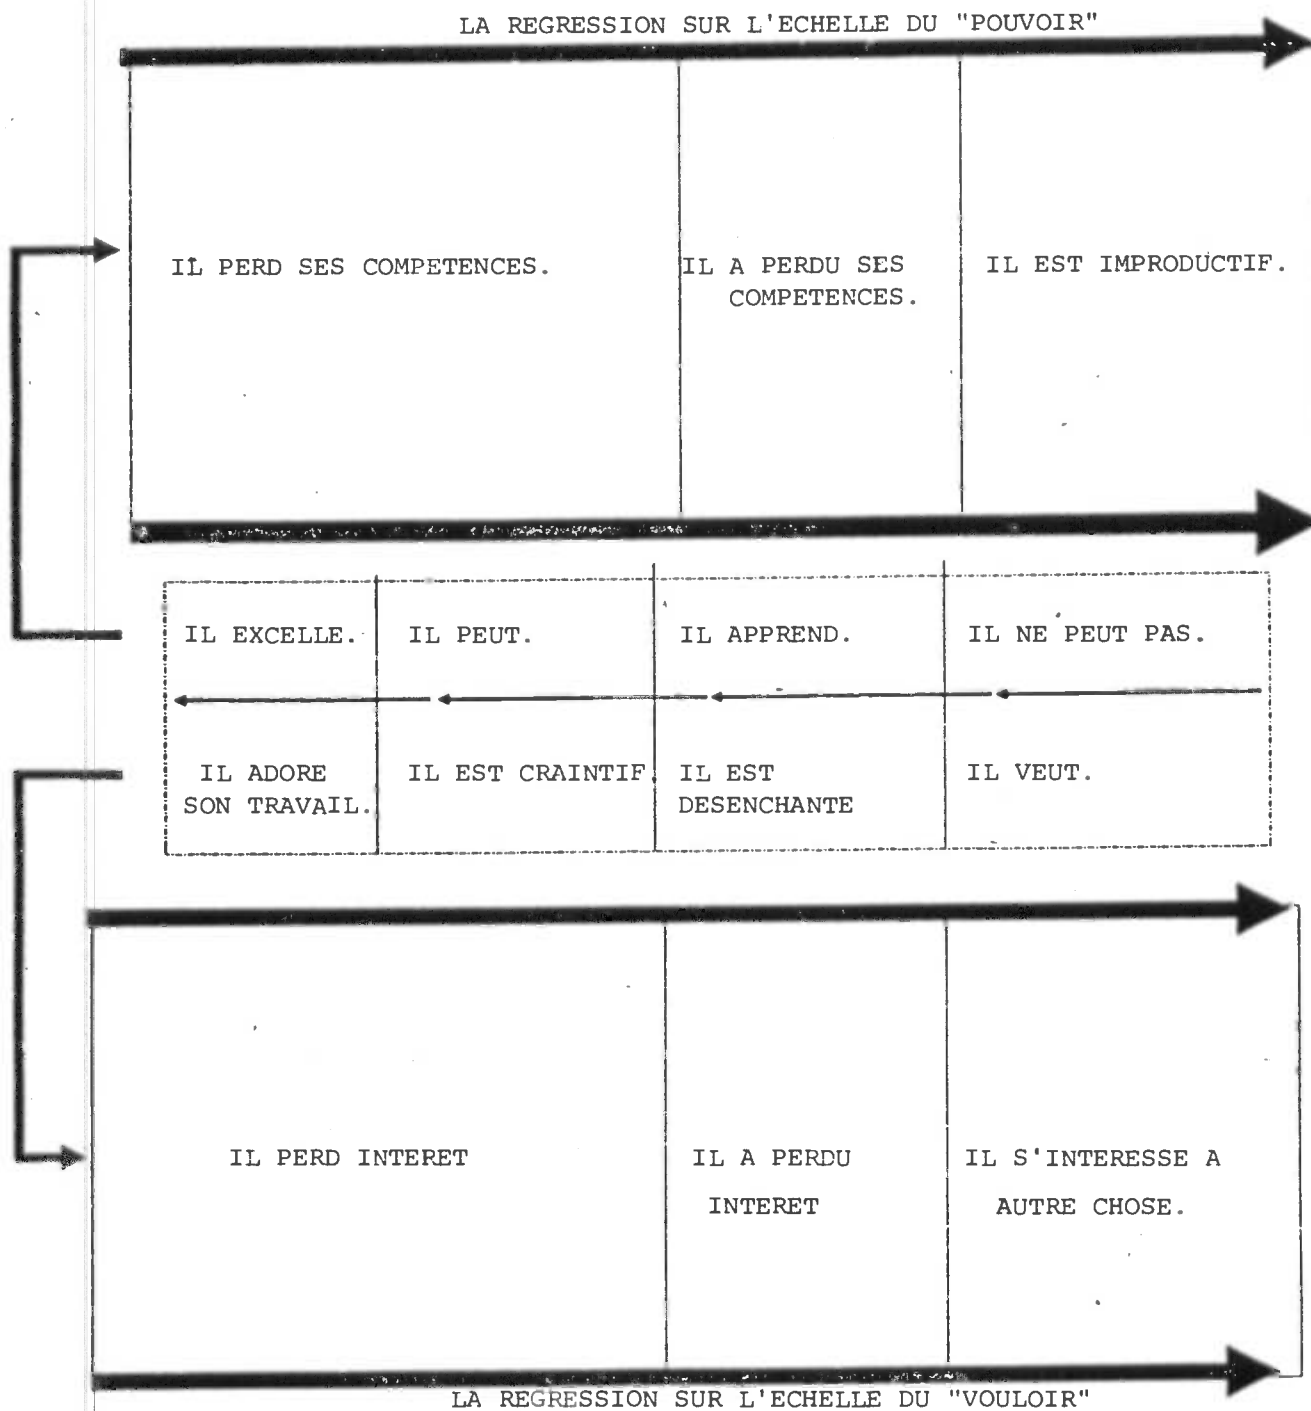 LA REGRESSION SUR L'ECHELLE DU "POUVOIR"
IL PERD SES COMPETENCES.
IL A PERDU SES
COMPETENCES.
IL EST IMPRODUCTIF.
IL EXCELLE.
IL PEUT.
IL APPREND.
IL NE PEUT PAS.
IL ADORE
SON TRAVAIL.
IL EST CRAINTIF
IL EST
DESENCHANTE
IL VEUT.
IL PERD INTERET
IL A PERDU
INTERET
IL S'INTERESSE A
AUTRE CHOSE.
LA REGRESSION SUR L'ECHELLE DU "VOULOIR"